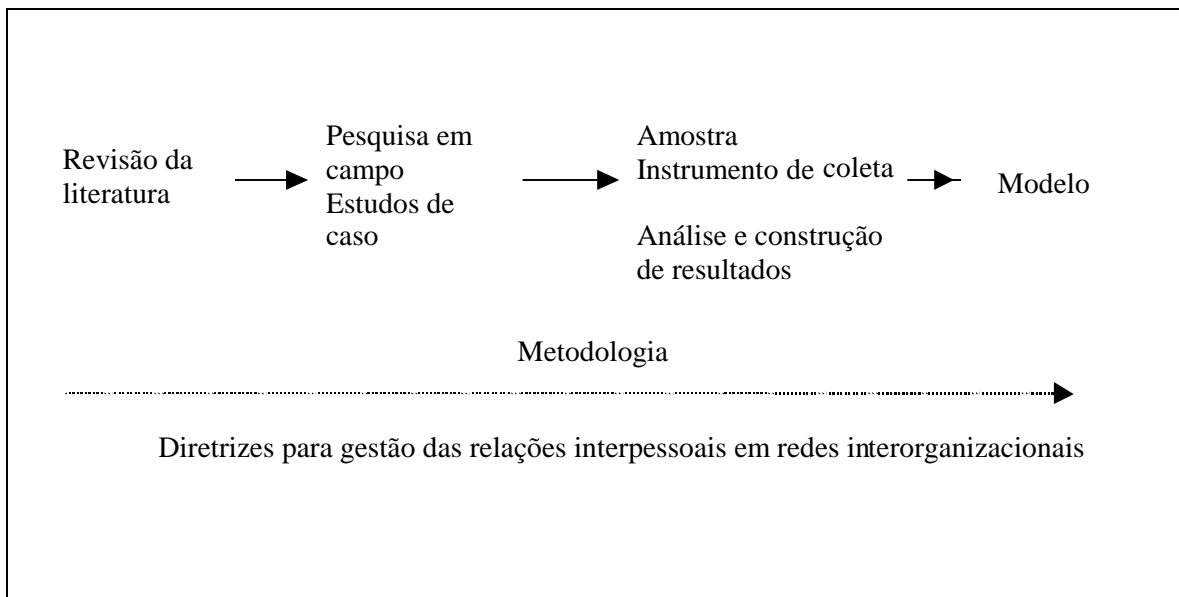 Revisão da
literatura
Pesquisa em
campo
Estudos de
caso
Amostra
Instrumento de coleta
Análise e construção
de resultados
Modelo
Metodologia
Diretrizes para gestão das relações interpessoais em redes interorganizacionais